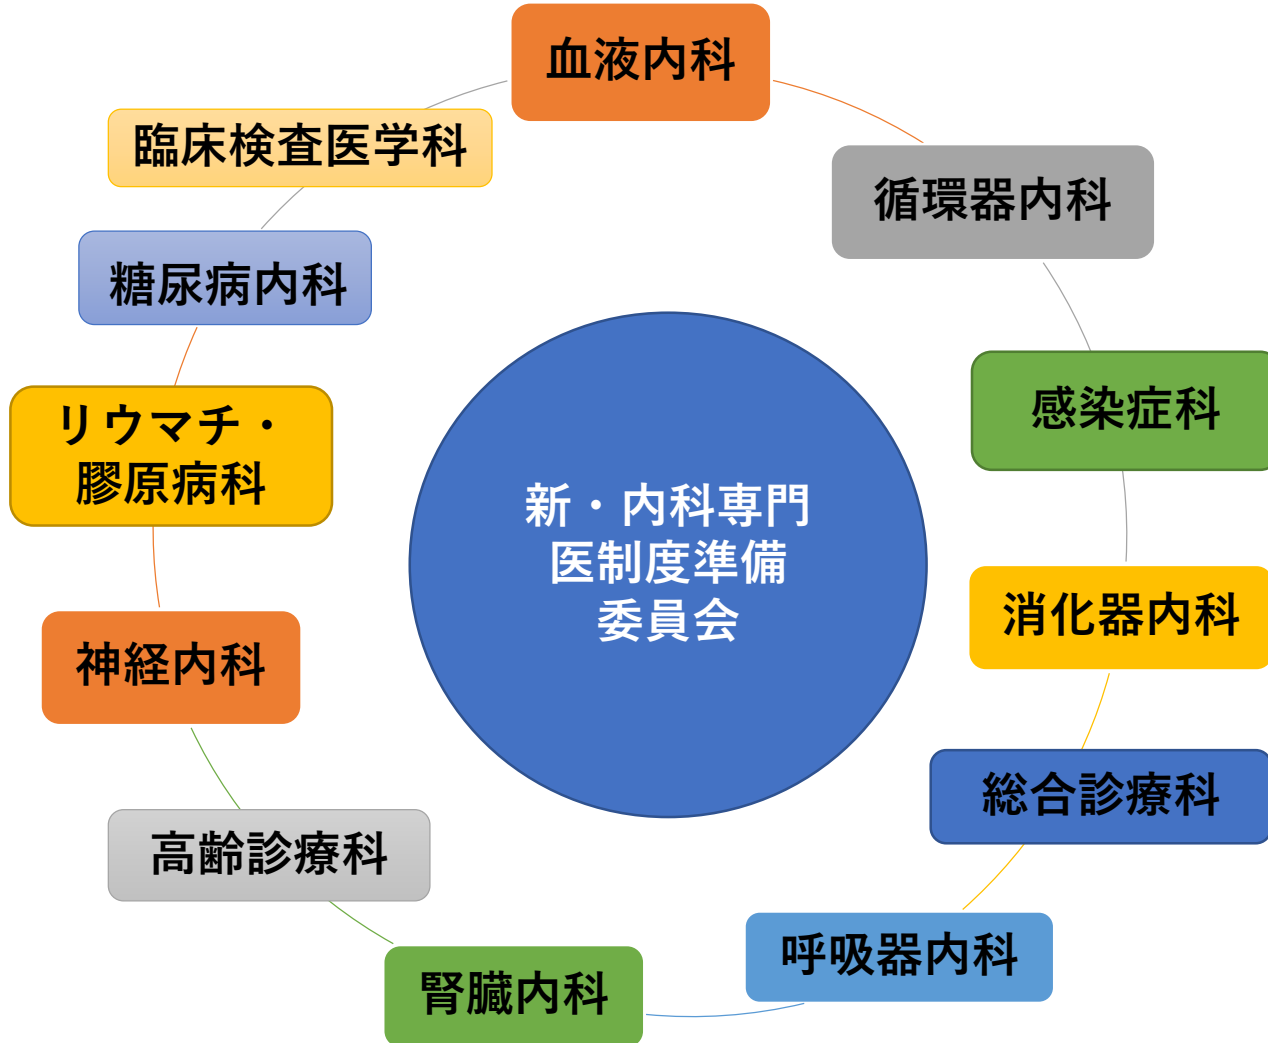 血液内科
臨床検査医学科
循環器内科
糖尿病内科
感染症科
リウマチ・
膠原病科
新・内科専門
医制度準備
委員会
消化器内科
神経内科
総合診療科
高齢診療科
呼吸器内科
腎臓内科